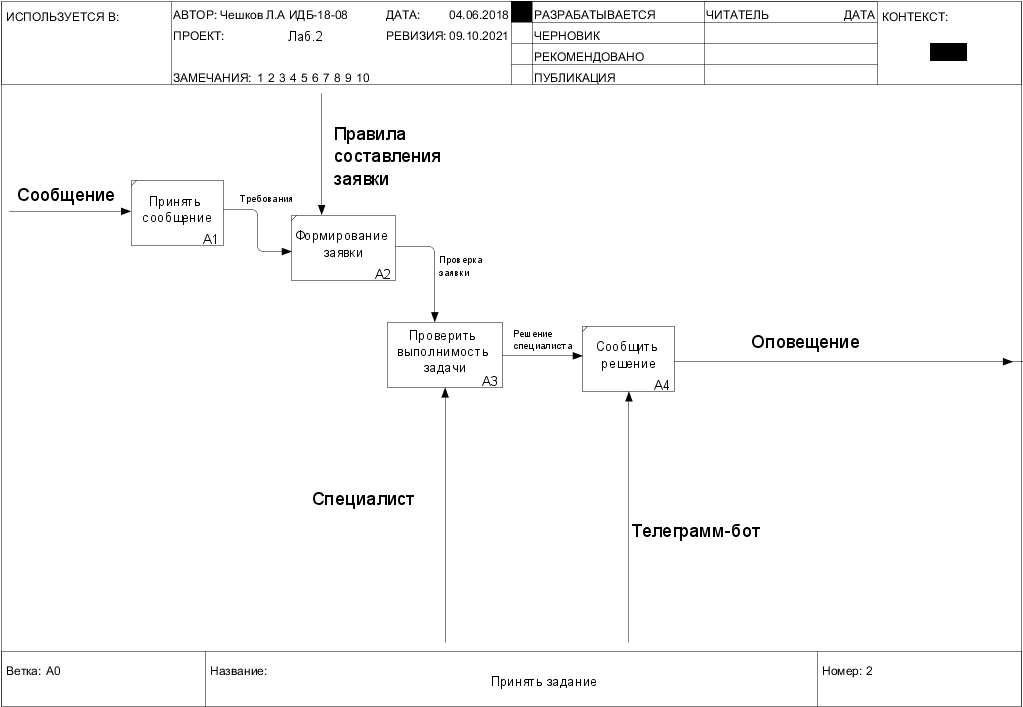 ИСПОЛЬЗУЕТСЯ В:
АВТОР: Чешков Л.А ИДБ-18-08
ДАТА: 04.06.2018
РАЗРАБАТЫВАЕТСЯ
ЧИТАТЕЛЬ
ДАТА
КОНТЕКСТ:
ПРОЕКТ: Лаб.2
РЕВИЗИЯ: 09.10.2021
ЧЕРНОВИК
РЕКОМЕНДОВАНО
ЗАМЕЧАНИЯ: 1 2 3 4 5 6 7 8 9 10
ПУБЛИКАЦИЯ
Правила
составления
заявки
Сообщение
Принять
сообщение
A1
Требования
Формирование
заявки
A2
Проверка
заявки
Проверить
выполнимость
задачи
A3
Решение
специалиста
Сообщить
решение
A4
Оповещение
Специалист
Телеграмм-бот
Ветка: A0
Название:
Принять задание
Номер: 2